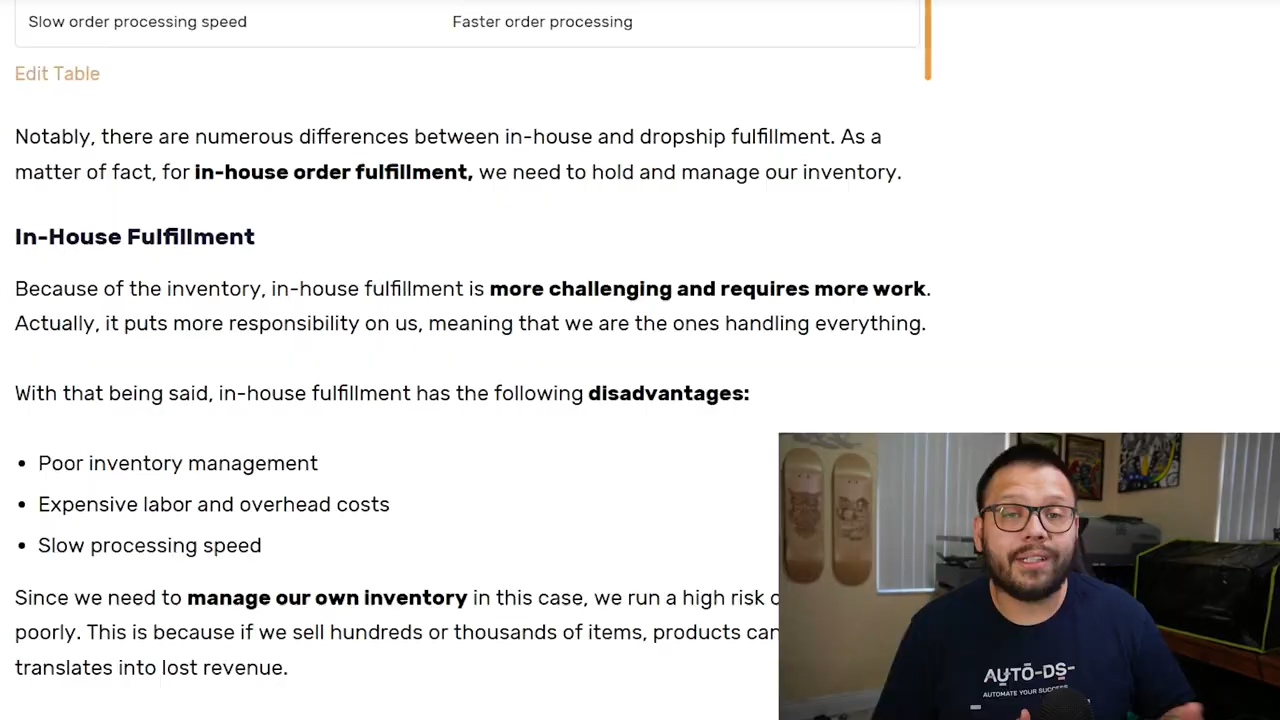 Slow order processing speed Faster order processing
Edit Table
Notably, there are numerous differences between in-house and dropship fulfillment. As a
matter of fact, for in-house order fulfillment, we need to hold and manage our inventory.
In-House Fulfillment
Because of the inventory, in-house fulfillment is more challenging and requires more work.
Actually, it puts more responsibility on us, meaning that we are the ones handling everything.
With that being said, in-house fulfillment has the following disadvantages:
• Poor inventory management
• Expensive labor and overhead costs
• Slow processing speed
Since we need to manage our own inventory in this case, we run a high risk
poorly. This is because if we sell hundreds or thousands of items, products can
translates into lost revenue.
AUTO-DS-
AUTOMATE YOUR SUCCESS